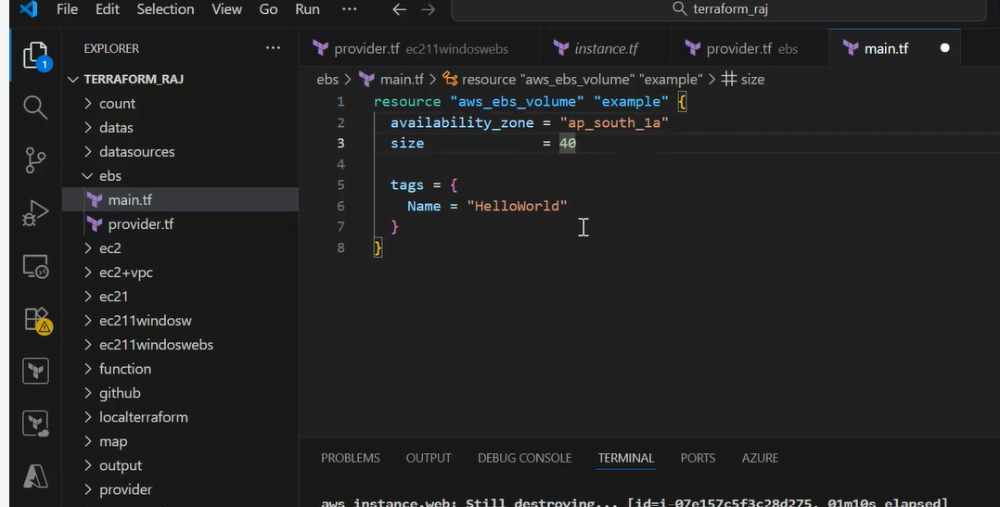 File Edit Selection View Go Run ··· ← → terraform_raj
EXPLORER ···
TERRAFORM_RAJ
count
datas
datasources
ebs
main.tf
provider.tf
ec2
ec2+vpc
ec21
ec211windosw
ec211windoswebs
function
github
localterraform
map
output
provider
1
provider.tf ec211windoswebs
instance.tf
provider.tf ebs
main.tf
ebs > main.tf > resource "aws_ebs_volume" "example" > # size
1 resource "aws_ebs_volume" "example" {
2   availability_zone = "ap_south_1a"
3   size              = 40
4
5   tags = {
6     Name = "HelloWorld"
7   }
8 }
PROBLEMS OUTPUT DEBUG CONSOLE TERMINAL PORTS AZURE
aws_instance.web: Still destroying... [id=i-07e157c5f3c28d275, 01m10s elapsed]